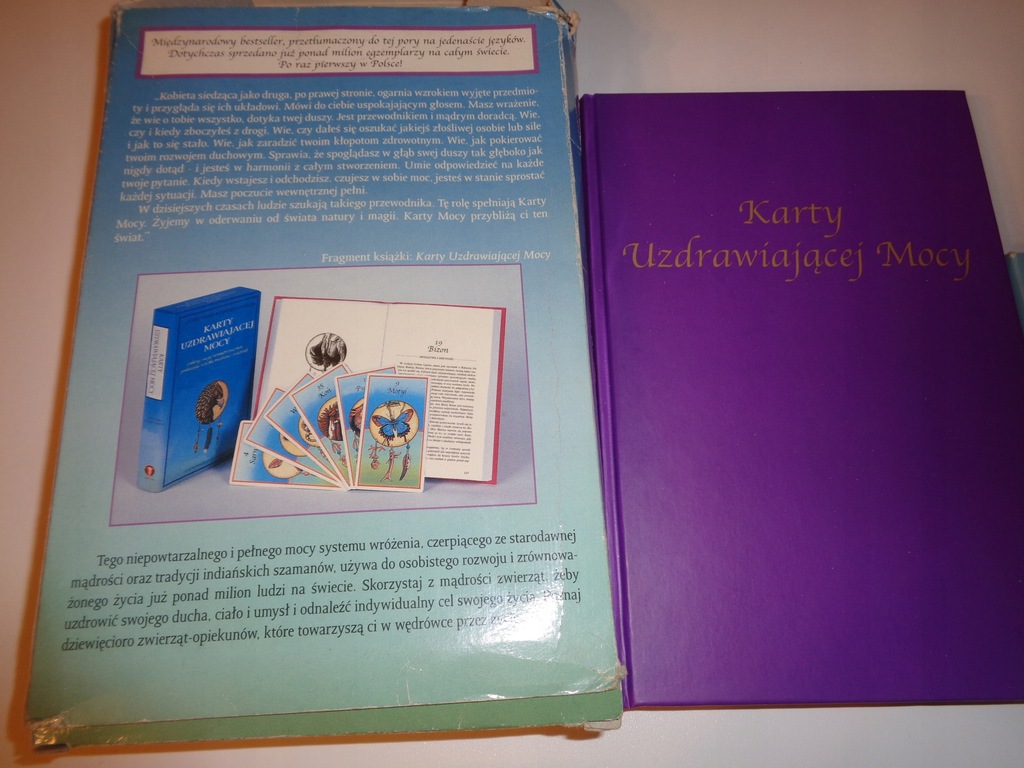 Międzynarodowy bestseller, przetłumaczony do tej pory na jedenaście języków.
Dotychczas sprzedano już ponad milion egzemplarzy na całym świecie.
Po raz pierwszy w Polsce!
„Kobieta siedząca jako druga, po prawej stronie, ogarnia wzrokiem wyjęte przedmio-
ty i przygląda się ich układowi. Mówi do ciebie uspokajającym głosem. Masz wrażenie,
że wie o tobie wszystko, dotyka twej duszy. Jest przewodnikiem i mądrym doradcą. Wie,
czy i kiedy zboczyłeś z drogi. Wie, czy dałeś się oszukać jakiejś złośliwej osobie lub sile
i jak to się stało. Wie, jak zaradzić twoim kłopotom zdrowotnym. Wie, jak pokierować
twoim rozwojem duchowym. Sprawia, że spoglądasz w głąb swej duszy tak głęboko jak
nigdy dotąd - i jesteś w harmonii z całym stworzeniem. Umie odpowiedzieć na każde
twoje pytanie. Kiedy wstajesz i odchodzisz, czujesz w sobie moc, jesteś w stanie sprostać
każdej sytuacji. Masz poczucie wewnętrznej pełni.
W dzisiejszych czasach ludzie szukają takiego przewodnika. Tę rolę spełniają Karty
Mocy. Żyjemy w oderwaniu od świata natury i magii. Karty Mocy przybliżą ci ten
świat."
Fragment książki: Karty Uzdrawiającej Mocy
KARTY
UZDRAWIAJĄCEJ
MOCY
KARTY
UZDRAWIAJĄCEJ MOCY
19
Bizon
4
16
Koń
9
Motyl
Tego niepowtarzalnego i pełnego mocy systemu wróżenia, czerpiącego ze starodawnej
mądrości oraz tradycji indiańskich szamanów, używa do osobistego rozwoju i zrównowa-
żonego życia już ponad milion ludzi na świecie. Skorzystaj z mądrości zwierząt, żeby
uzdrowić swojego ducha, ciało i umysł i odnaleźć indywidualny cel swojego życia. Poznaj
dziewięcioro zwierząt-opiekunów, które towarzyszą ci w wędrówce przez
Karty
Uzdrawiającej Mocy